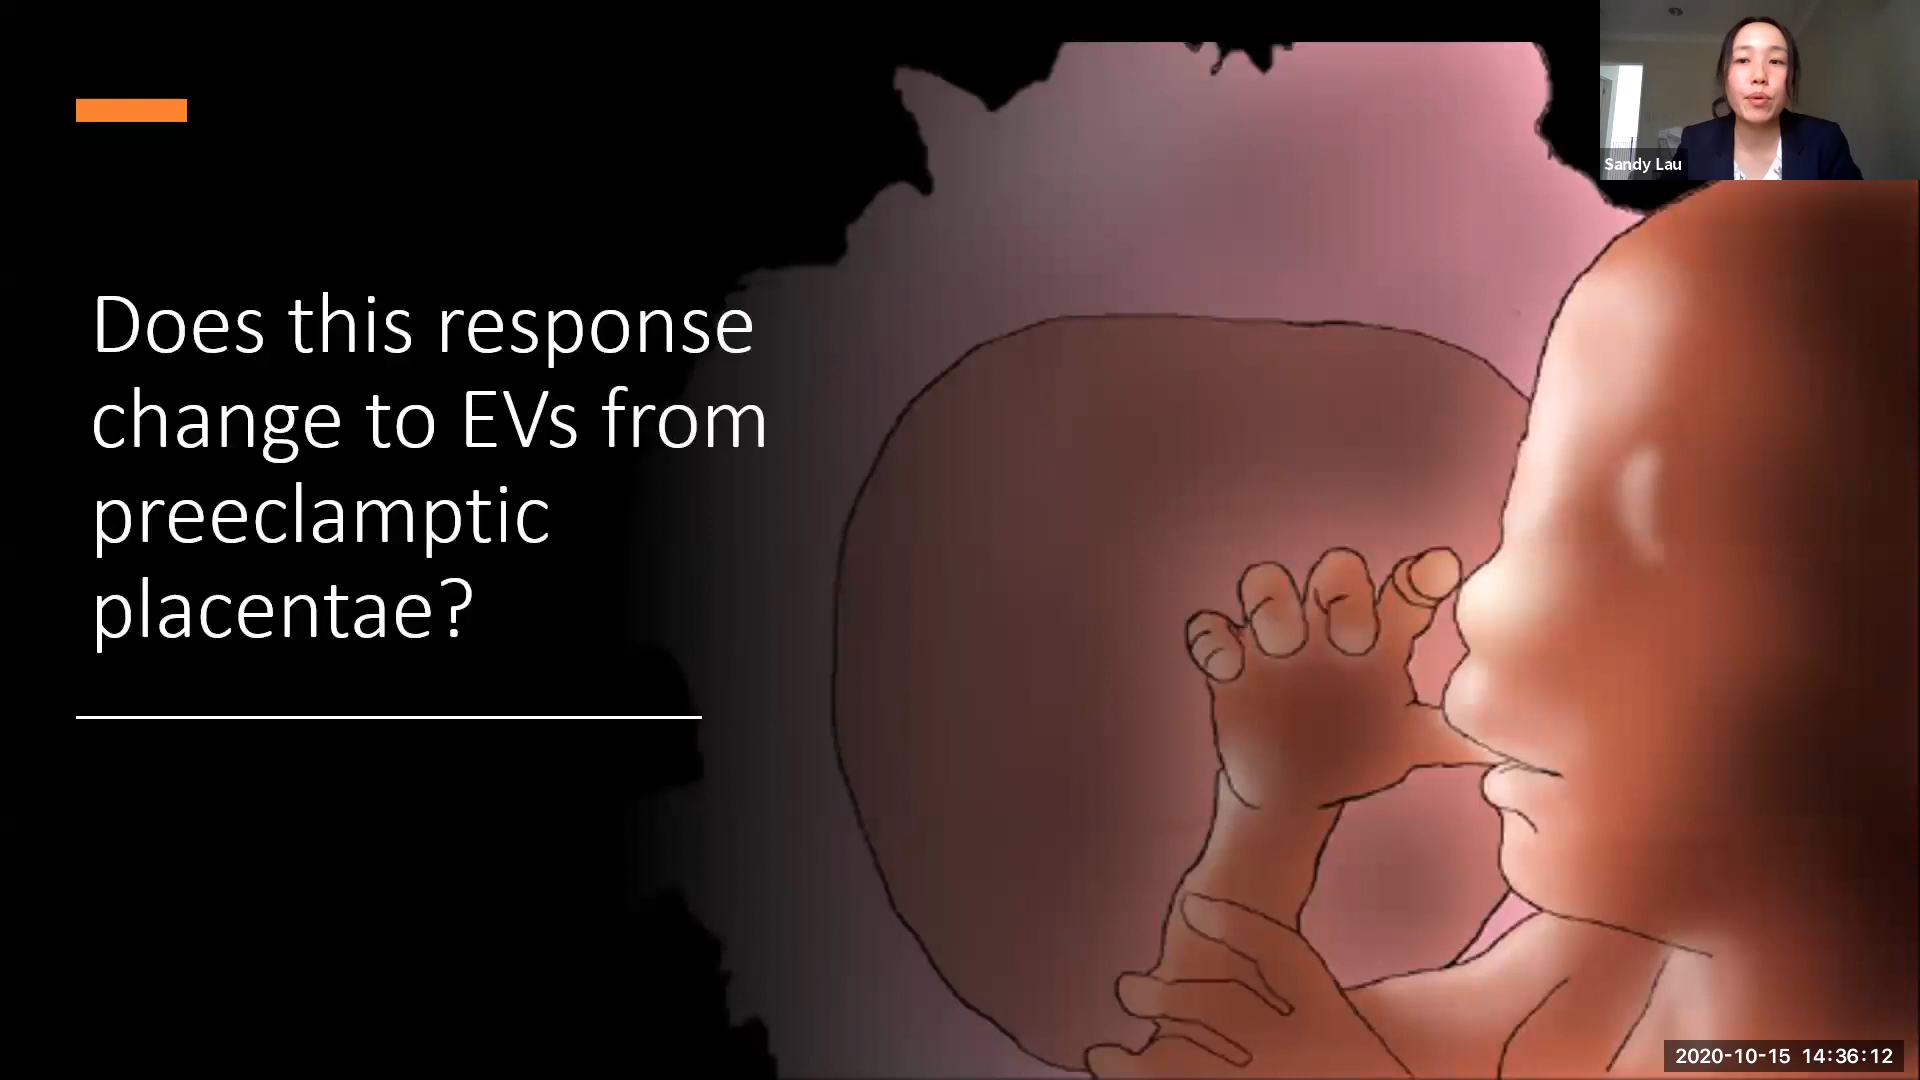 Does this response
change to EVs from
preeclamptic
placentae?
Sandy Lau
2020-10-15 14:36:12